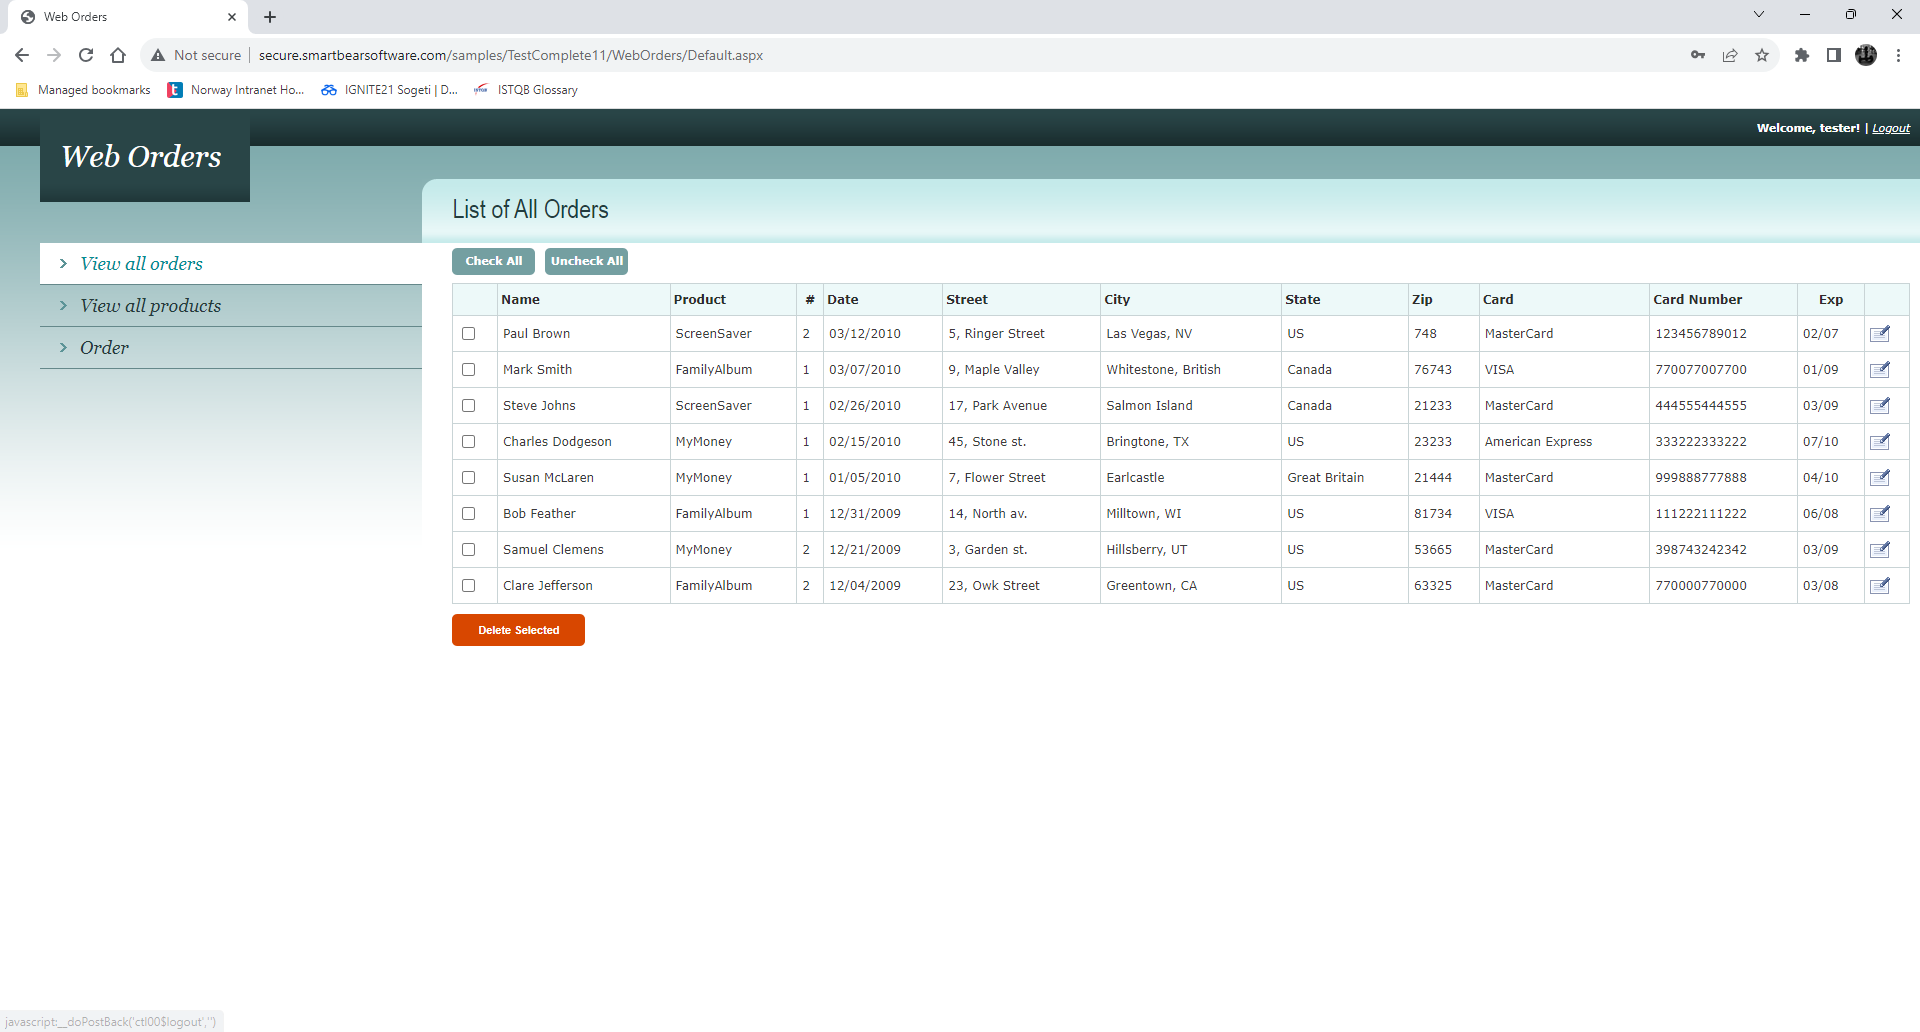 Web Orders
Not secure | secure.smartbearsoftware.com/samples/TestComplete11/WebOrders/Default.aspx
Managed bookmarks Norway Intranet Ho... IGNITE21 Sogeti | D... ISTQB Glossary
Welcome, tester! | Logout
Web Orders
List of All Orders
View all orders
View all products
Order
Check All Uncheck All
Name Product # Date Street City State Zip Card Card Number Exp
Paul Brown ScreenSaver 2 03/12/2010 5, Ringer Street Las Vegas, NV US 748 MasterCard 123456789012 02/07
Mark Smith FamilyAlbum 1 03/07/2010 9, Maple Valley Whitestone, British Canada 76743 VISA 770077007700 01/09
Steve Johns ScreenSaver 1 02/26/2010 17, Park Avenue Salmon Island Canada 21233 MasterCard 444555444555 03/09
Charles Dodgeson MyMoney 1 02/15/2010 45, Stone st. Bringtone, TX US 23233 American Express 333222333222 07/10
Susan McLaren MyMoney 1 01/05/2010 7, Flower Street Earlcastle Great Britain 21444 MasterCard 999888777888 04/10
Bob Feather FamilyAlbum 1 12/31/2009 14, North av. Milltown, WI US 81734 VISA 111222111222 06/08
Samuel Clemens MyMoney 2 12/21/2009 3, Garden st. Hillsberry, UT US 53665 MasterCard 398743242342 03/09
Clare Jefferson FamilyAlbum 2 12/04/2009 23, Owk Street Greentown, CA US 63325 MasterCard 770000770000 03/08
Delete Selected
javascript:__doPostBack('ctl00$logout','')